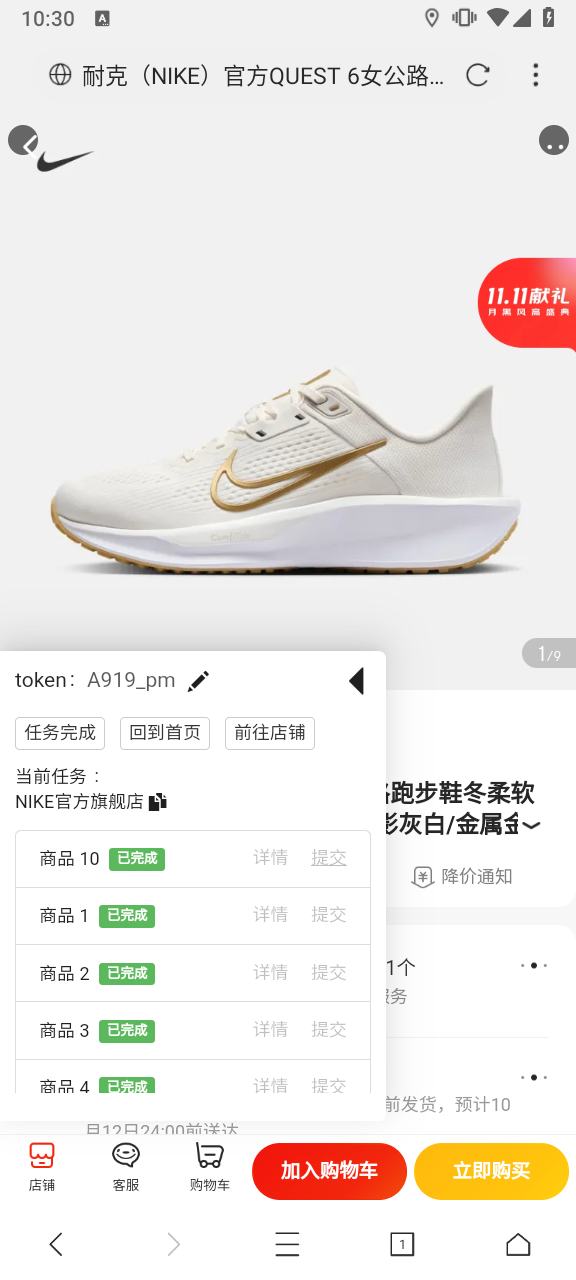 10:30
A
耐克（NIKE）官方QUEST 6女公路...
11.11献礼
月黑风高盛典
1/9
token： A919_pm
任务完成 回到首页 前往店铺
当前任务：
NIKE官方旗舰店
跑步鞋冬柔软
影灰白/金属金
降价通知
商品 10 已完成 详情 提交
商品 1 已完成 详情 提交
1个
商品 2 已完成 详情 提交
服务
商品 3 已完成 详情 提交
商品 4 已完成 详情 提交
前发货，预计10
月12日24:00前送达
店铺 客服 购物车 加入购物车 立即购买
1